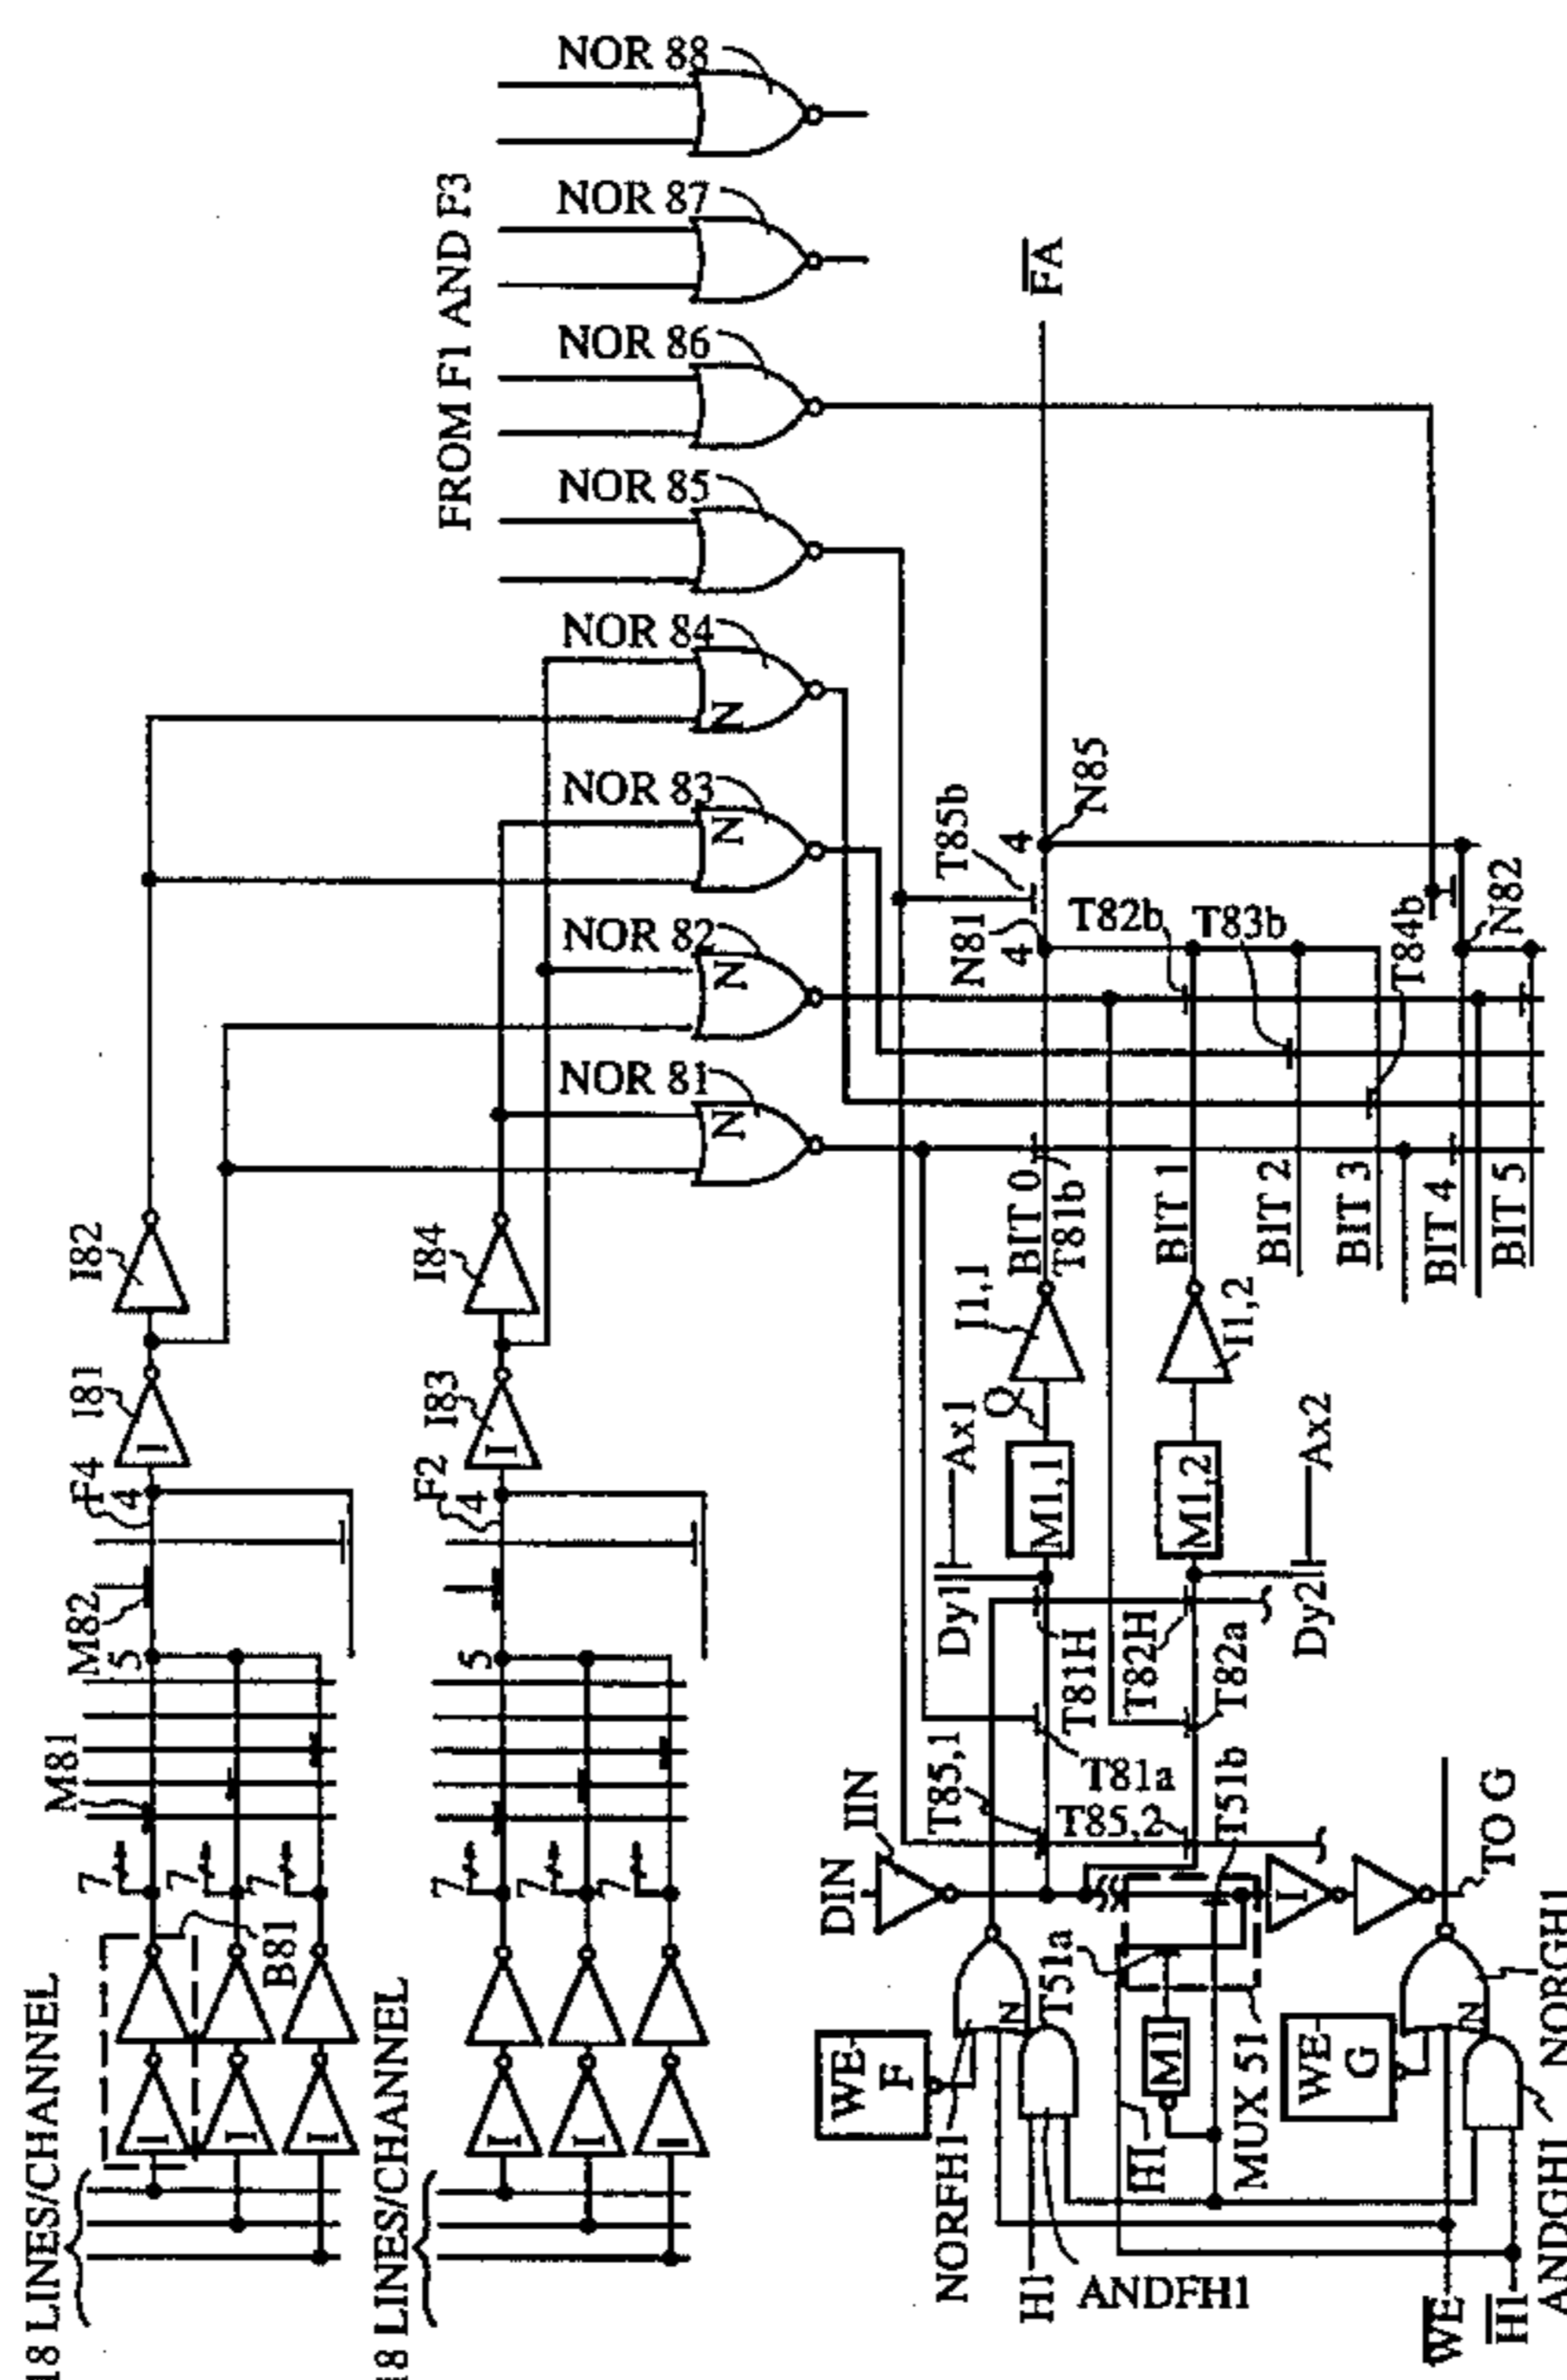 NOR 88
NOR 87
FROM F1 AND F3
FA
NOR 86
NOR 85
NOR 84
N
NOR 83
N
NOR 82
N
NOR 81
N
T85b
4
N85
N81
4
T82b
T83b
T84b
N82
I82
I84
BIT 0
T81b
BIT 1
BIT 2
BIT 3
BIT 4
BIT 5
I81
I
I83
I
I1,1
I1,2
F4
4
F2
4
Q
Ax1
Ax2
M1,1
M1,2
M82
5
5
Dy1
Dy2
T81H
T82H
T82a
M81
T85,1
T81a
T85,2
T51b
7
7
7
7
7
7
DIN
IIN
I
TO G
B81
T51a
N
N
WE
F
M1
MUX 51
WE
G
NORGH1
I
I
I
I
I
I
18 LINES/CHANNEL
18 LINES/CHANNEL
NORFH1
H1
H1
ANDFH1
WE
H1
ANDGH1